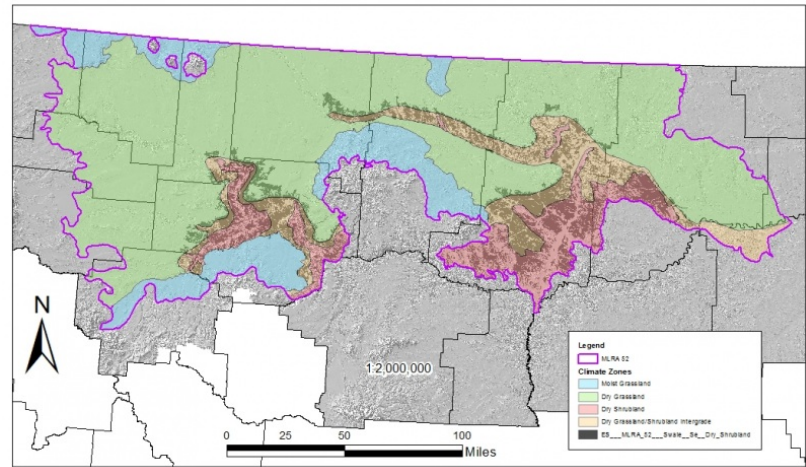 N
1:2,000,000
0 25 50 100
Miles
Legend
MLRA 52
Climate Zones
Moist Grassland
Dry Grassland
Dry Shrubland
Dry Grassland/Shrubland Intergrade
ES___MLRA_52___Swale__Se__Dry_Shrubland